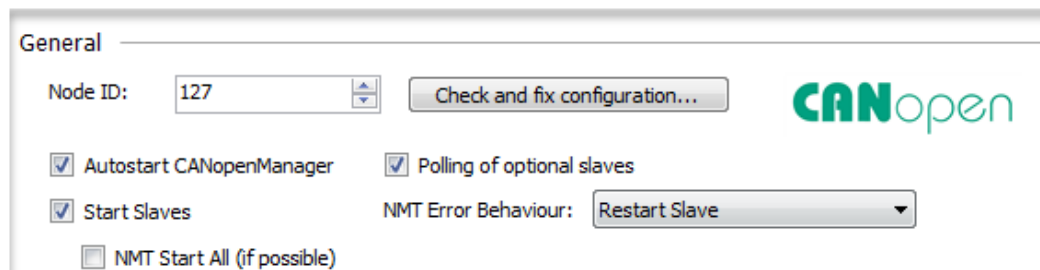 General
Node ID: 127 Check and fix configuration... CANopen
Autostart CANopenManager Polling of optional slaves
Start Slaves NMT Error Behaviour: Restart Slave
NMT Start All (if possible)